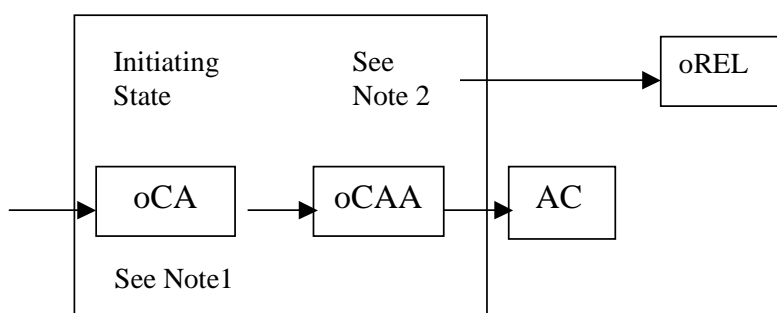 Initiating
State
See
Note 2
oREL
oCA
oCAA
AC
See Note1